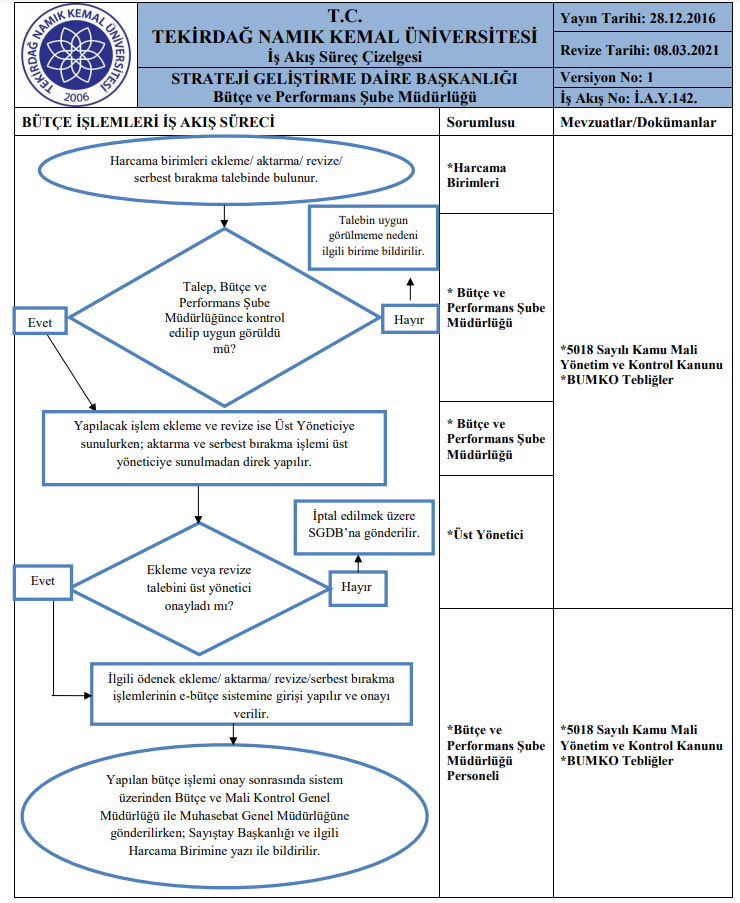 TEKİRDAĞ NAMIK KEMAL ÜNİVERSİTESİ
2006
T.C.
TEKİRDAĞ NAMIK KEMAL ÜNİVERSİTESİ
İş Akış Süreç Çizelgesi
STRATEJİ GELİŞTİRME DAİRE BAŞKANLIĞI
Bütçe ve Performans Şube Müdürlüğü
Yayın Tarihi: 28.12.2016
Revize Tarihi: 08.03.2021
Versiyon No: 1
İş Akış No: İ.A.Y.142.
BÜTÇE İŞLEMLERİ İŞ AKIŞ SÜRECİ
Sorumlusu
Mevzuatlar/Dokümanlar
Harcama birimleri ekleme/ aktarma/ revize/
serbest bırakma talebinde bulunur.
*Harcama
Birimleri
Talebin uygun
görülmeme nedeni
ilgili birime bildirilir.
Talep, Bütçe ve
Performans Şube
Müdürlüğünce kontrol
edilip uygun görüldü
mü?
Evet
Hayır
* Bütçe ve
Performans Şube
Müdürlüğü
*5018 Sayılı Kamu Mali
Yönetim ve Kontrol Kanunu
*BUMKO Tebliğler
Yapılacak işlem ekleme ve revize ise Üst Yöneticiye
sunulurken; aktarma ve serbest bırakma işlemi üst
yöneticiye sunulmadan direk yapılır.
* Bütçe ve
Performans Şube
Müdürlüğü
İptal edilmek üzere
SGDB’na gönderilir.
*Üst Yönetici
Ekleme veya revize
talebini üst yönetici
onayladı mı?
Evet
Hayır
İlgili ödenek ekleme/ aktarma/ revize/serbest bırakma
işlemlerinin e-bütçe sistemine girişi yapılır ve onayı
verilir.
*Bütçe ve
Performans Şube
Müdürlüğü
Personeli
*5018 Sayılı Kamu Mali
Yönetim ve Kontrol Kanunu
*BUMKO Tebliğler
Yapılan bütçe işlemi onay sonrasında sistem
üzerinden Bütçe ve Mali Kontrol Genel
Müdürlüğü ile Muhasebat Genel Müdürlüğüne
gönderilirken; Sayıştay Başkanlığı ve ilgili
Harcama Birimine yazı ile bildirilir.